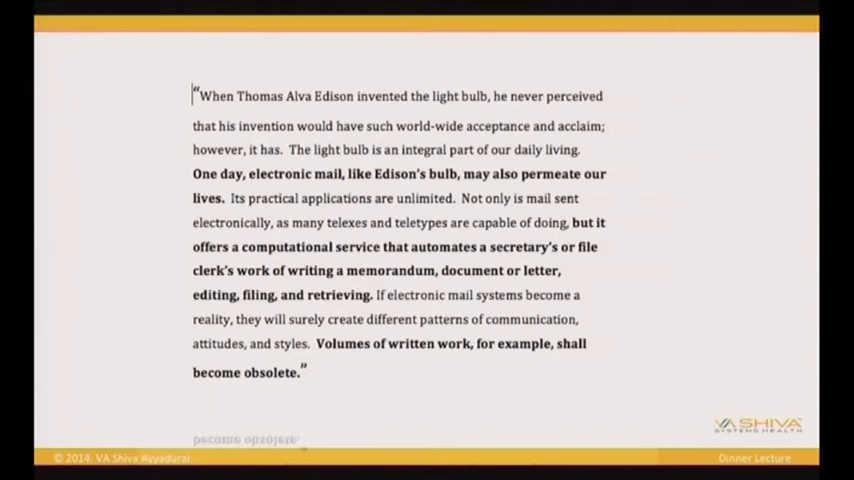 “When Thomas Alva Edison invented the light bulb, he never perceived
that his invention would have such world-wide acceptance and acclaim;
however, it has. The light bulb is an integral part of our daily living.
One day, electronic mail, like Edison’s bulb, may also permeate our
lives. Its practical applications are unlimited. Not only is mail sent
electronically, as many telexes and teletypes are capable of doing, but it
offers a computational service that automates a secretary’s or file
clerk’s work of writing a memorandum, document or letter,
editing, filing, and retrieving. If electronic mail systems become a
reality, they will surely create different patterns of communication,
attitudes, and styles. Volumes of written work, for example, shall
become obsolete.”
VA SHIVA
SYSTEMS HEALTH
become obsolete.”
© 2014. VA Shiva Ayyadurai.
Dinner Lecture